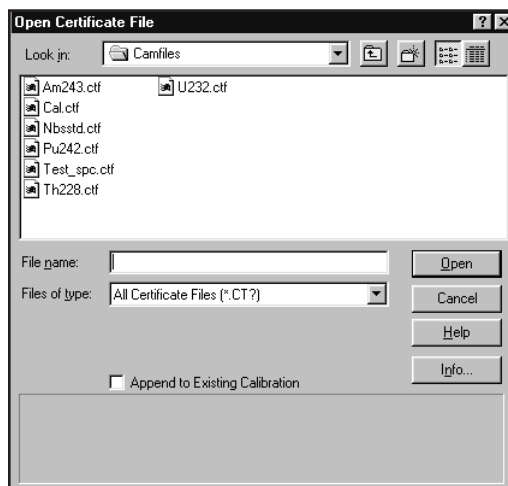 Open Certificate File
Look in: Camfiles
Am243.ctf U232.ctf
Cal.ctf
Nbsstd.ctf
Pu242.ctf
Test_spc.ctf
Th228.ctf
File name: Open
Files of type: All Certificate Files (*.CT?) Cancel
Help
Info...
Append to Existing Calibration